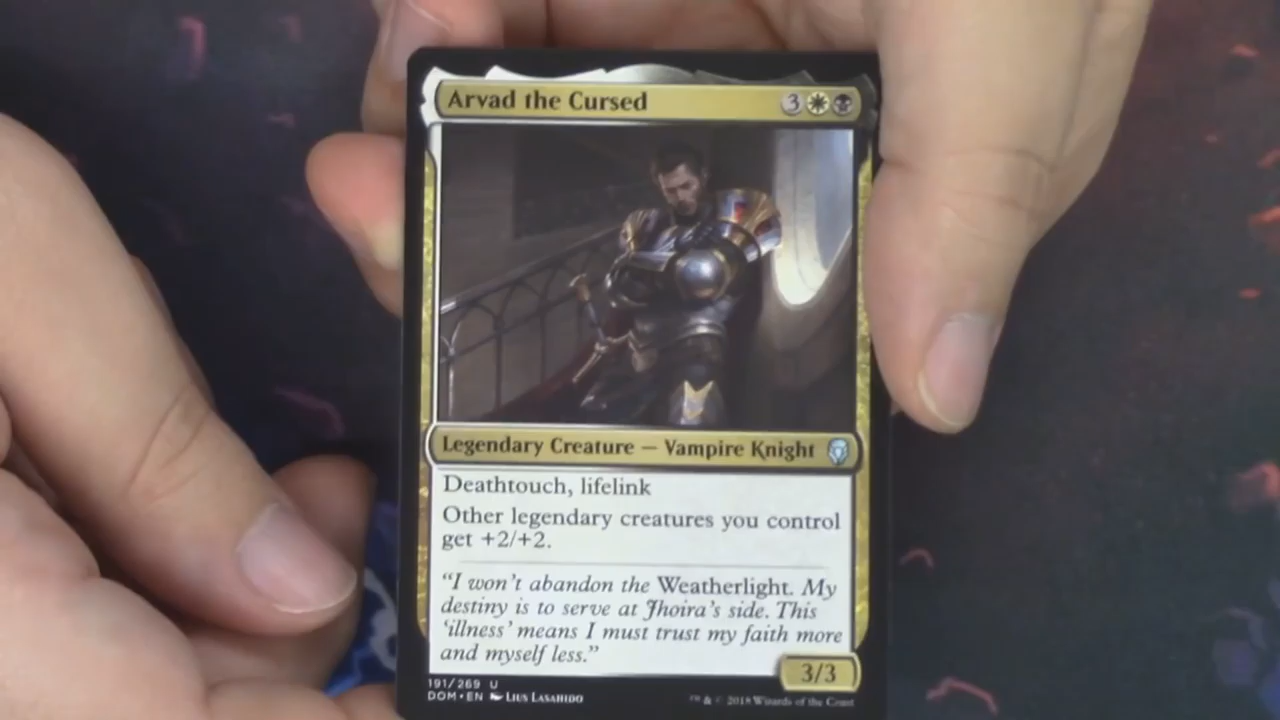 Arvad the Cursed 3
Legendary Creature — Vampire Knight
Deathtouch, lifelink
Other legendary creatures you control
get +2/+2.
“I won’t abandon the Weatherlight. My
destiny is to serve at Jhoira’s side. This
‘illness’ means I must trust my faith more
and myself less.”
3/3
191/269 U
DOM • EN Lius Lasahido
™ & © 2018 Wizards of the Coast